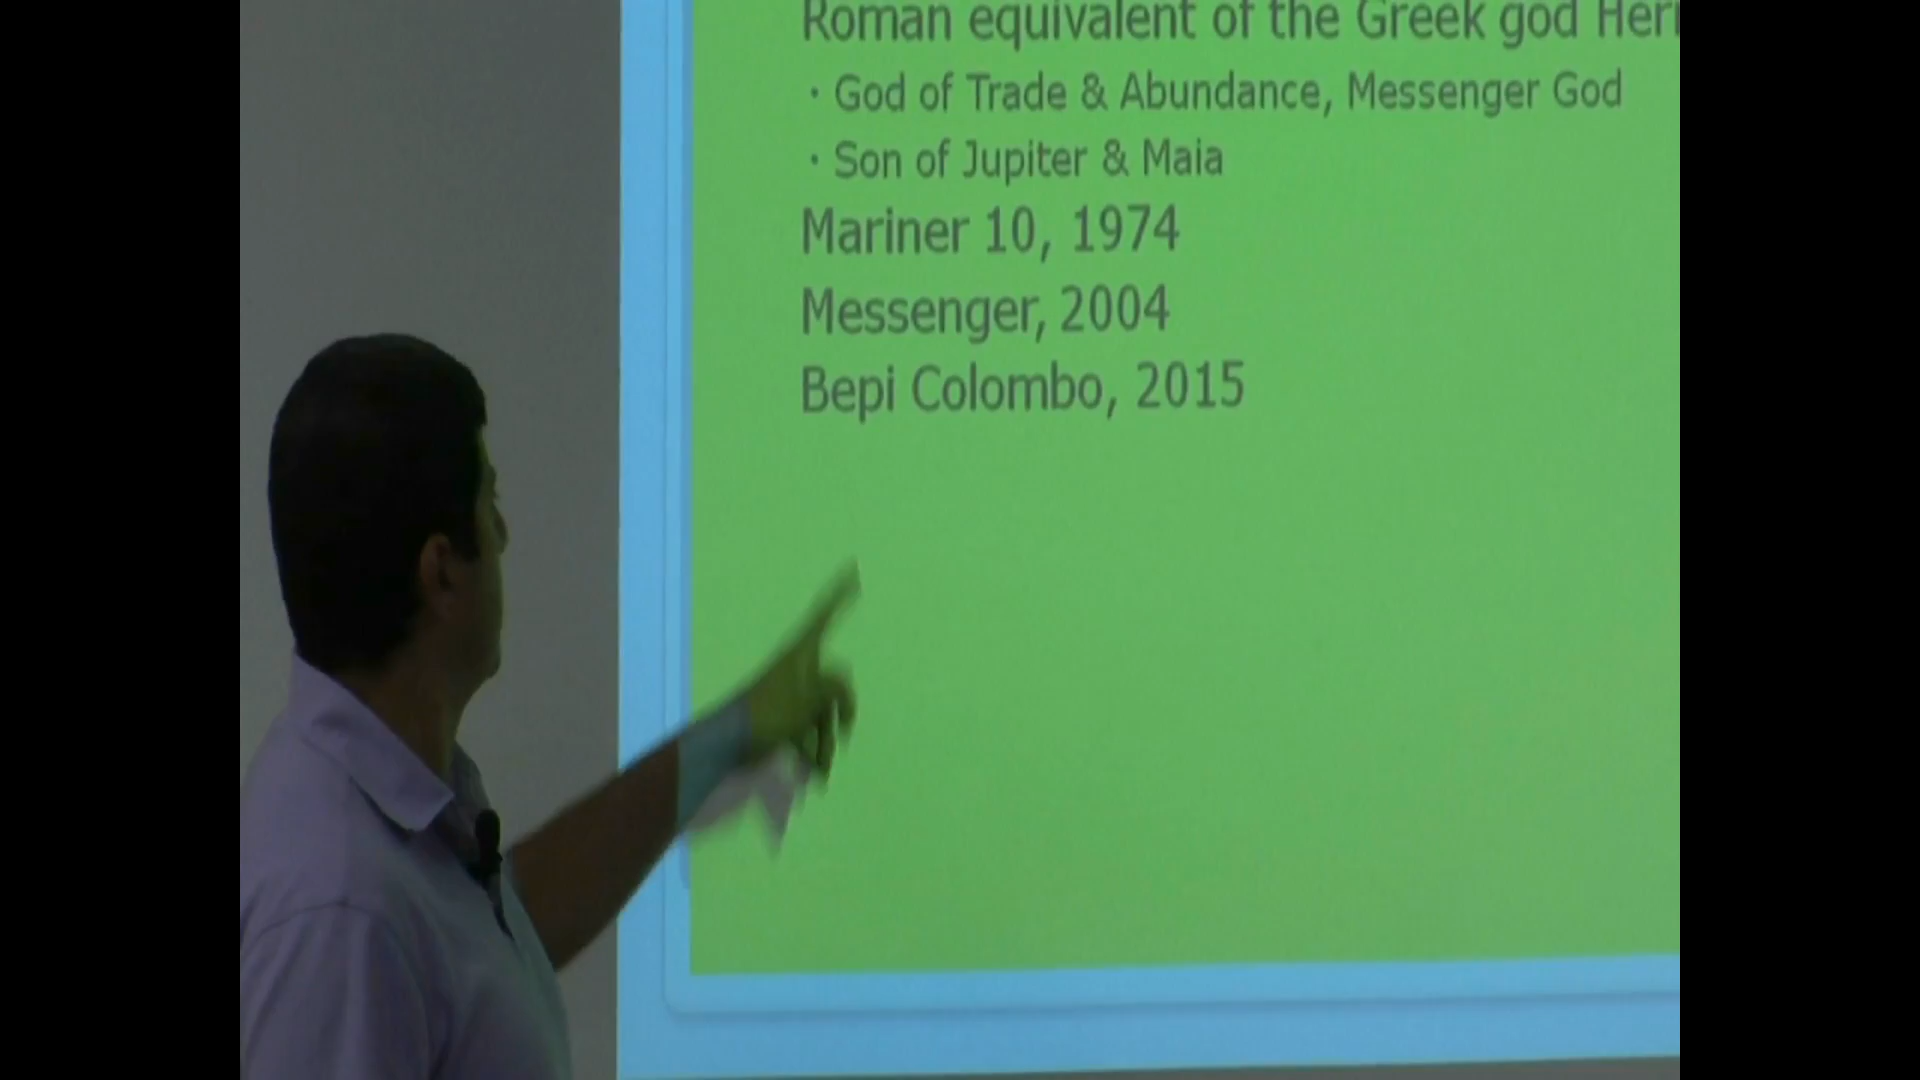 Roman equivalent of the Greek god
· God of Trade & Abundance, Messenger God
· Son of Jupiter & Maia
Mariner 10, 1974
Messenger, 2004
Bepi Colombo, 2015